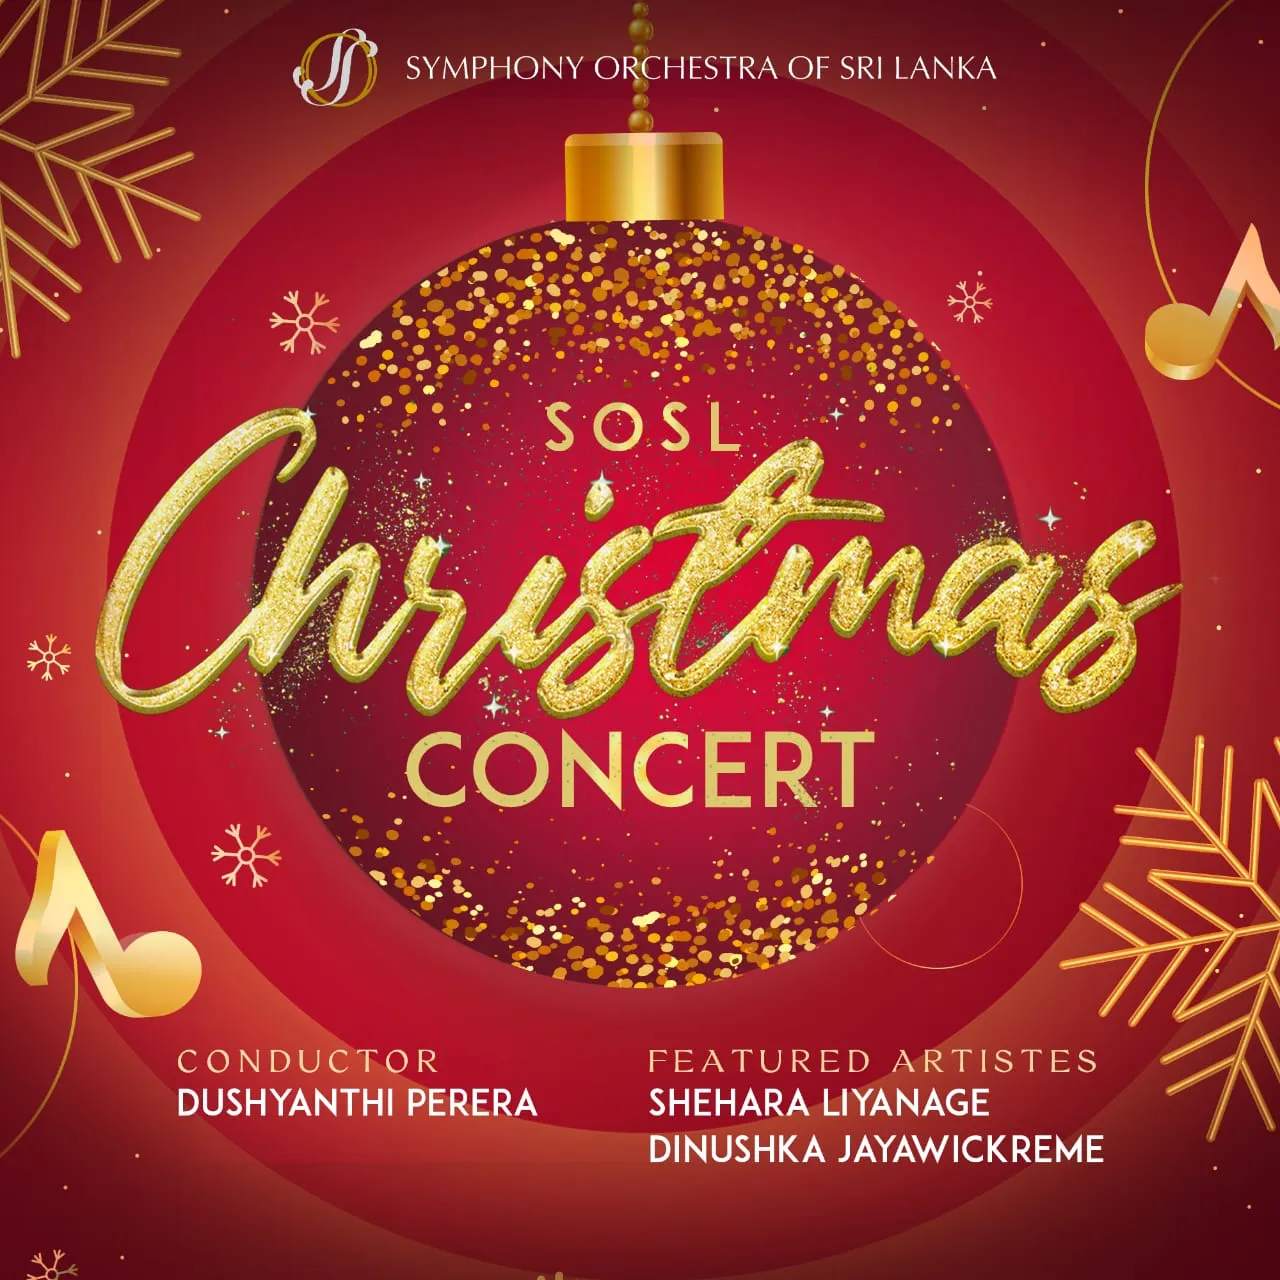 SYMPHONY ORCHESTRA OF SRI LANKA
SOSL
Christmas
CONCERT
CONDUCTOR
DUSHYANTHI PERERA
FEATURED ARTISTES
SHEHARA LIYANAGE
DINUSHKA JAYAWICKREME